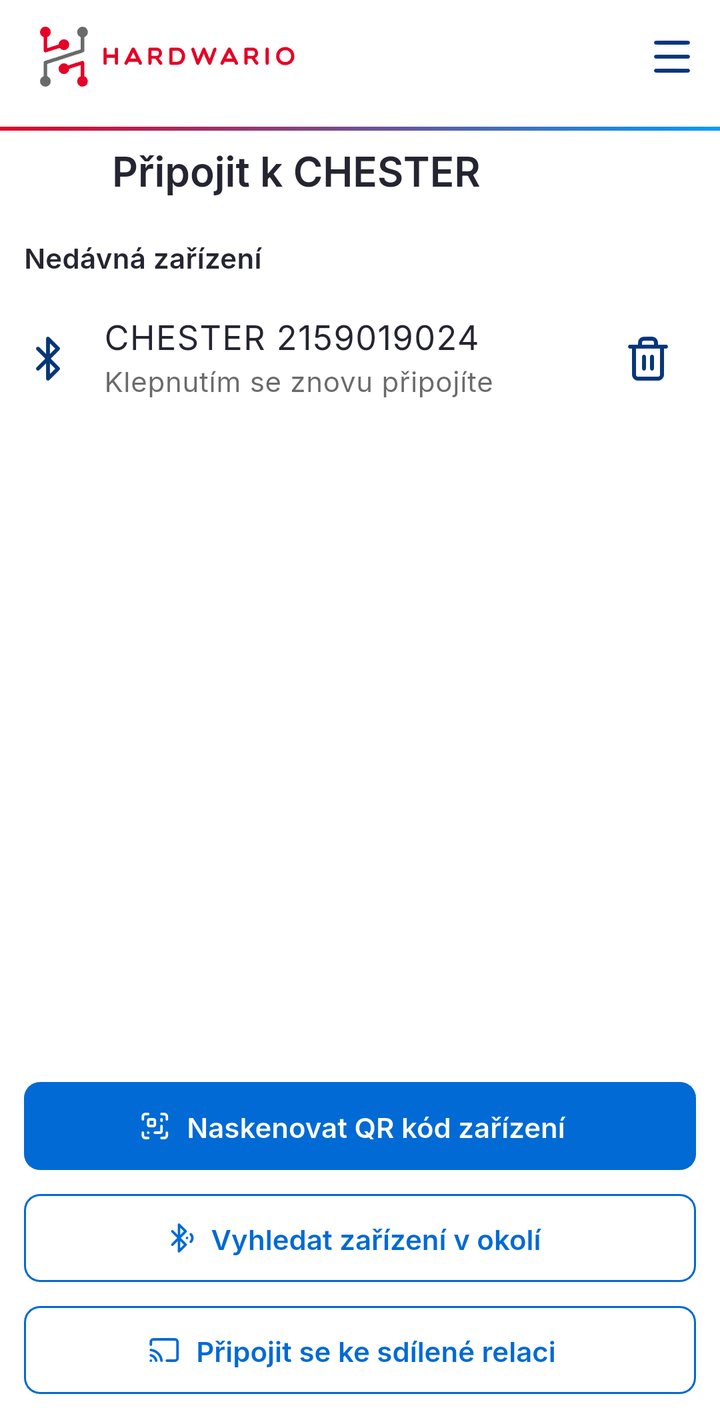 HARDWARIO
Připojit k CHESTER
Nedávná zařízení
CHESTER 2159019024
Klepnutím se znovu připojíte
Naskenovat QR kód zařízení
Vyhledat zařízení v okolí
Připojit se ke sdílené relaci